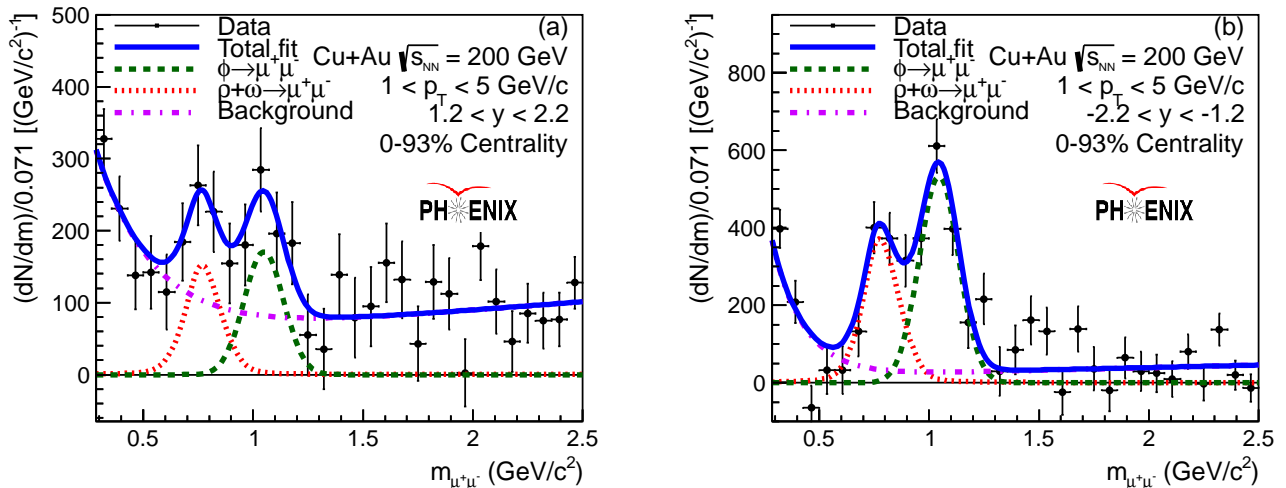 (dN/dm)/0.071 [(GeV/c²)⁻¹]
500
400
300
200
100
0
(a)
Data
Total fit
ϕ→μ⁺μ⁻
ρ+ω→μ⁺μ⁻
Background
Cu+Au √s_NN = 200 GeV
1 < p_T < 5 GeV/c
1.2 < y < 2.2
0-93% Centrality
PHENIX
0.5 1 1.5 2 2.5
m_μ⁺μ⁻ (GeV/c²)
(dN/dm)/0.071 [(GeV/c²)⁻¹]
800
600
400
200
0
(b)
Data
Total fit
ϕ→μ⁺μ⁻
ρ+ω→μ⁺μ⁻
Background
Cu+Au √s_NN = 200 GeV
1 < p_T < 5 GeV/c
-2.2 < y < -1.2
0-93% Centrality
PHENIX
0.5 1 1.5 2 2.5
m_μ⁺μ⁻ (GeV/c²)